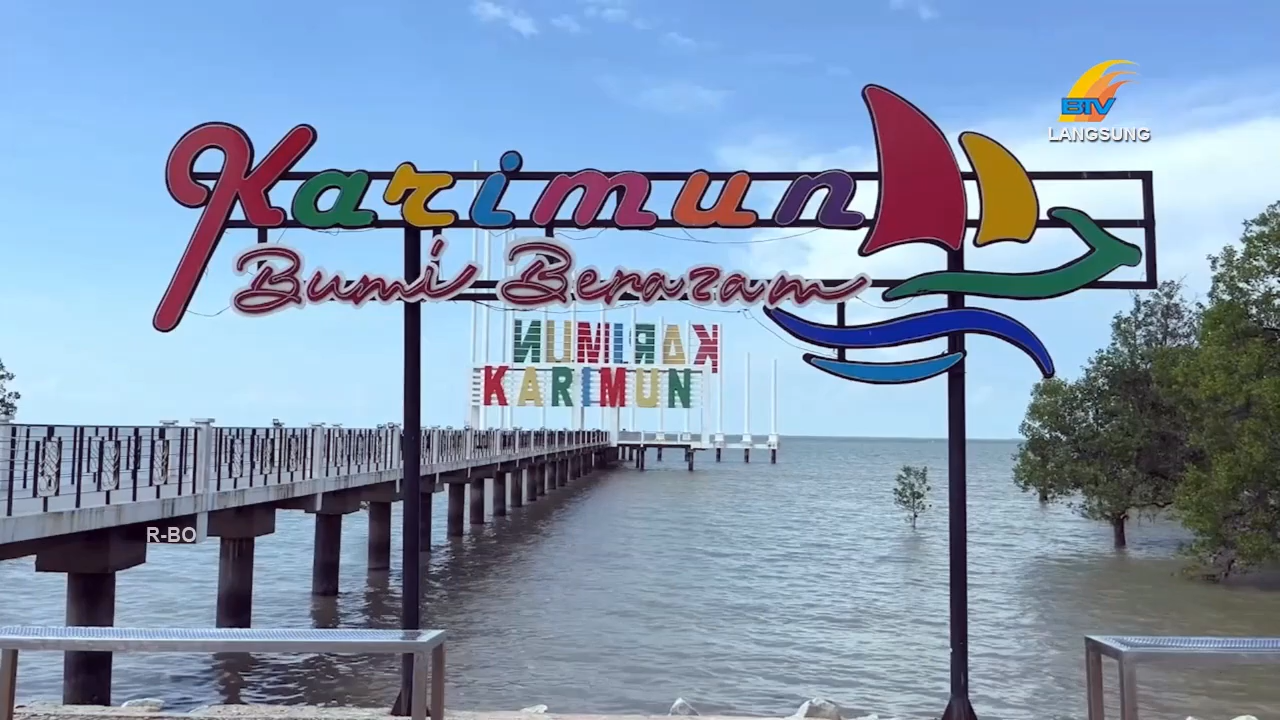 BTV
LANGSUNG
Karimun
Bumi Berazam
KARIMUN
KARIMUN
R-BO